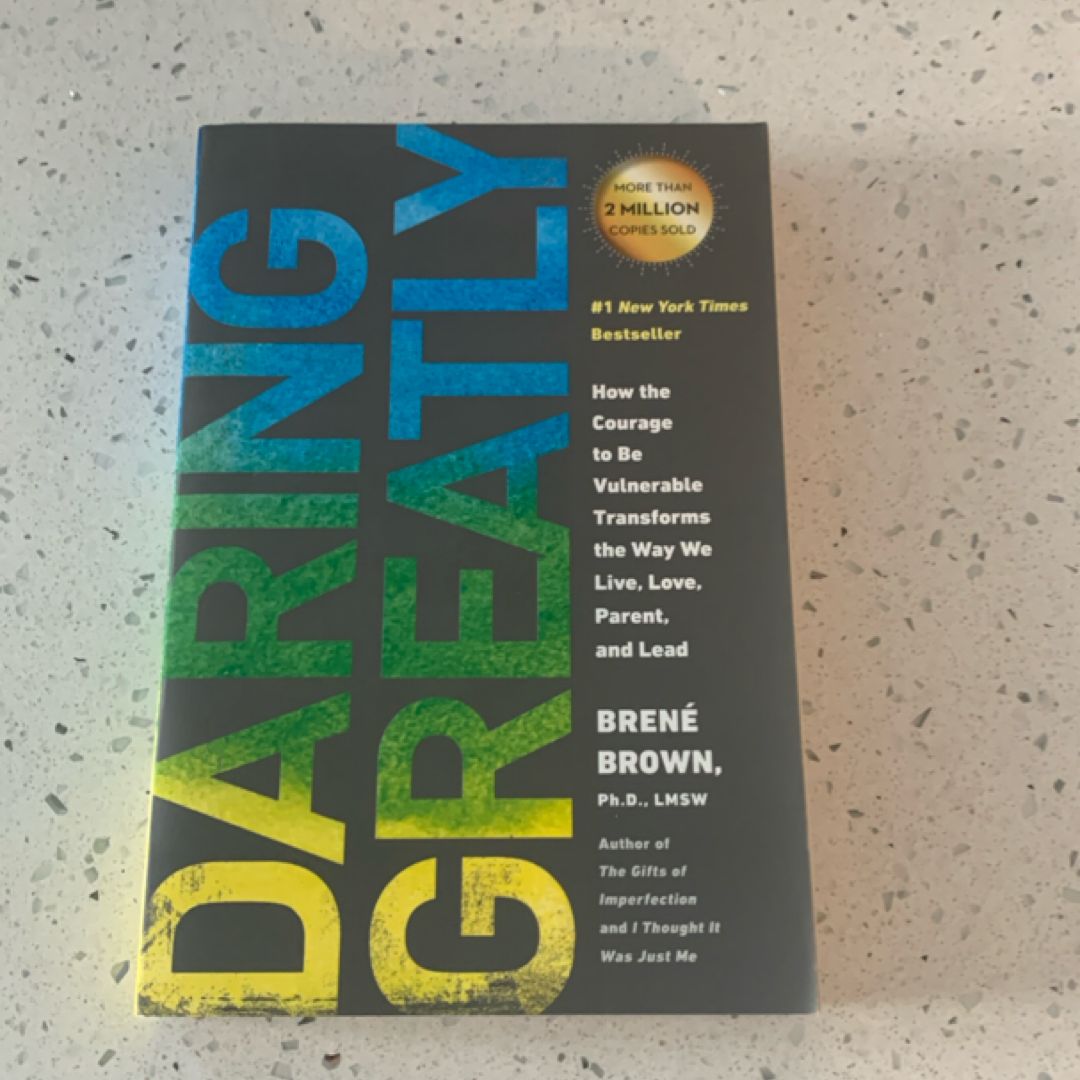 DARING
GREATLY
MORE THAN
2 MILLION
COPIES SOLD
#1 New York Times
Bestseller
How the
Courage
to Be
Vulnerable
Transforms
the Way We
Live, Love,
Parent,
and Lead
BRENÉ
BROWN,
Ph.D., LMSW
Author of
The Gifts of
Imperfection
and I Thought It
Was Just Me